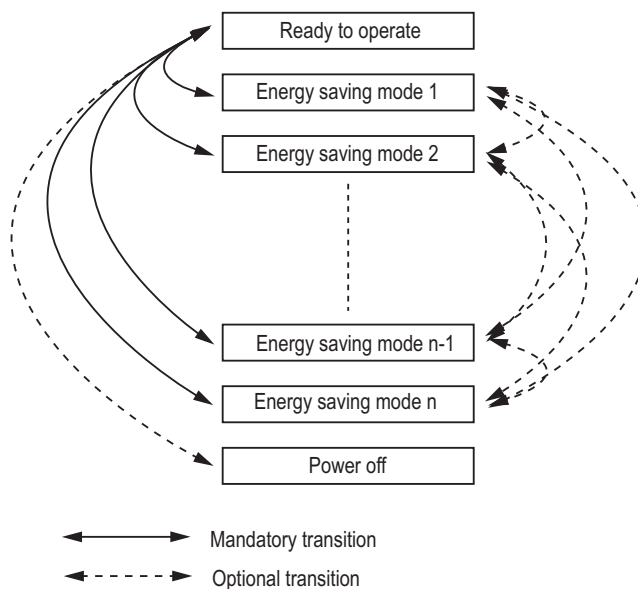 Ready to operate
Energy saving mode 1
Energy saving mode 2
Energy saving mode n-1
Energy saving mode n
Power off
Mandatory transition
Optional transition